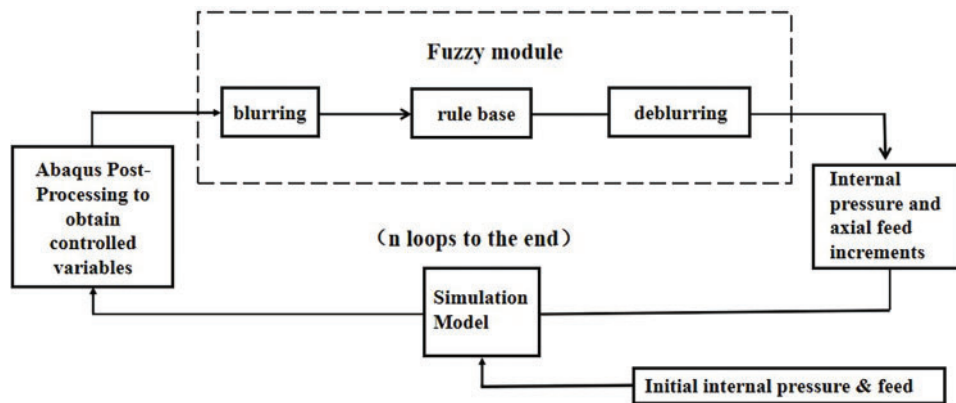 Fuzzy module
blurring
rule base
deblurring
Abaqus Post-
Processing to
obtain
controlled
variables
Internal
pressure and
axial feed
increments
（n loops to the end）
Simulation
Model
Initial internal pressure & feed